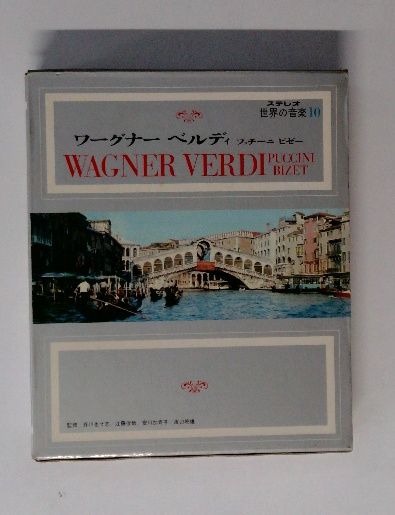 ステレオ
世界の音楽 10
ワーグナー ベルディ プッチーニ ビゼー
WAGNER VERDI PUCCINI
BIZET